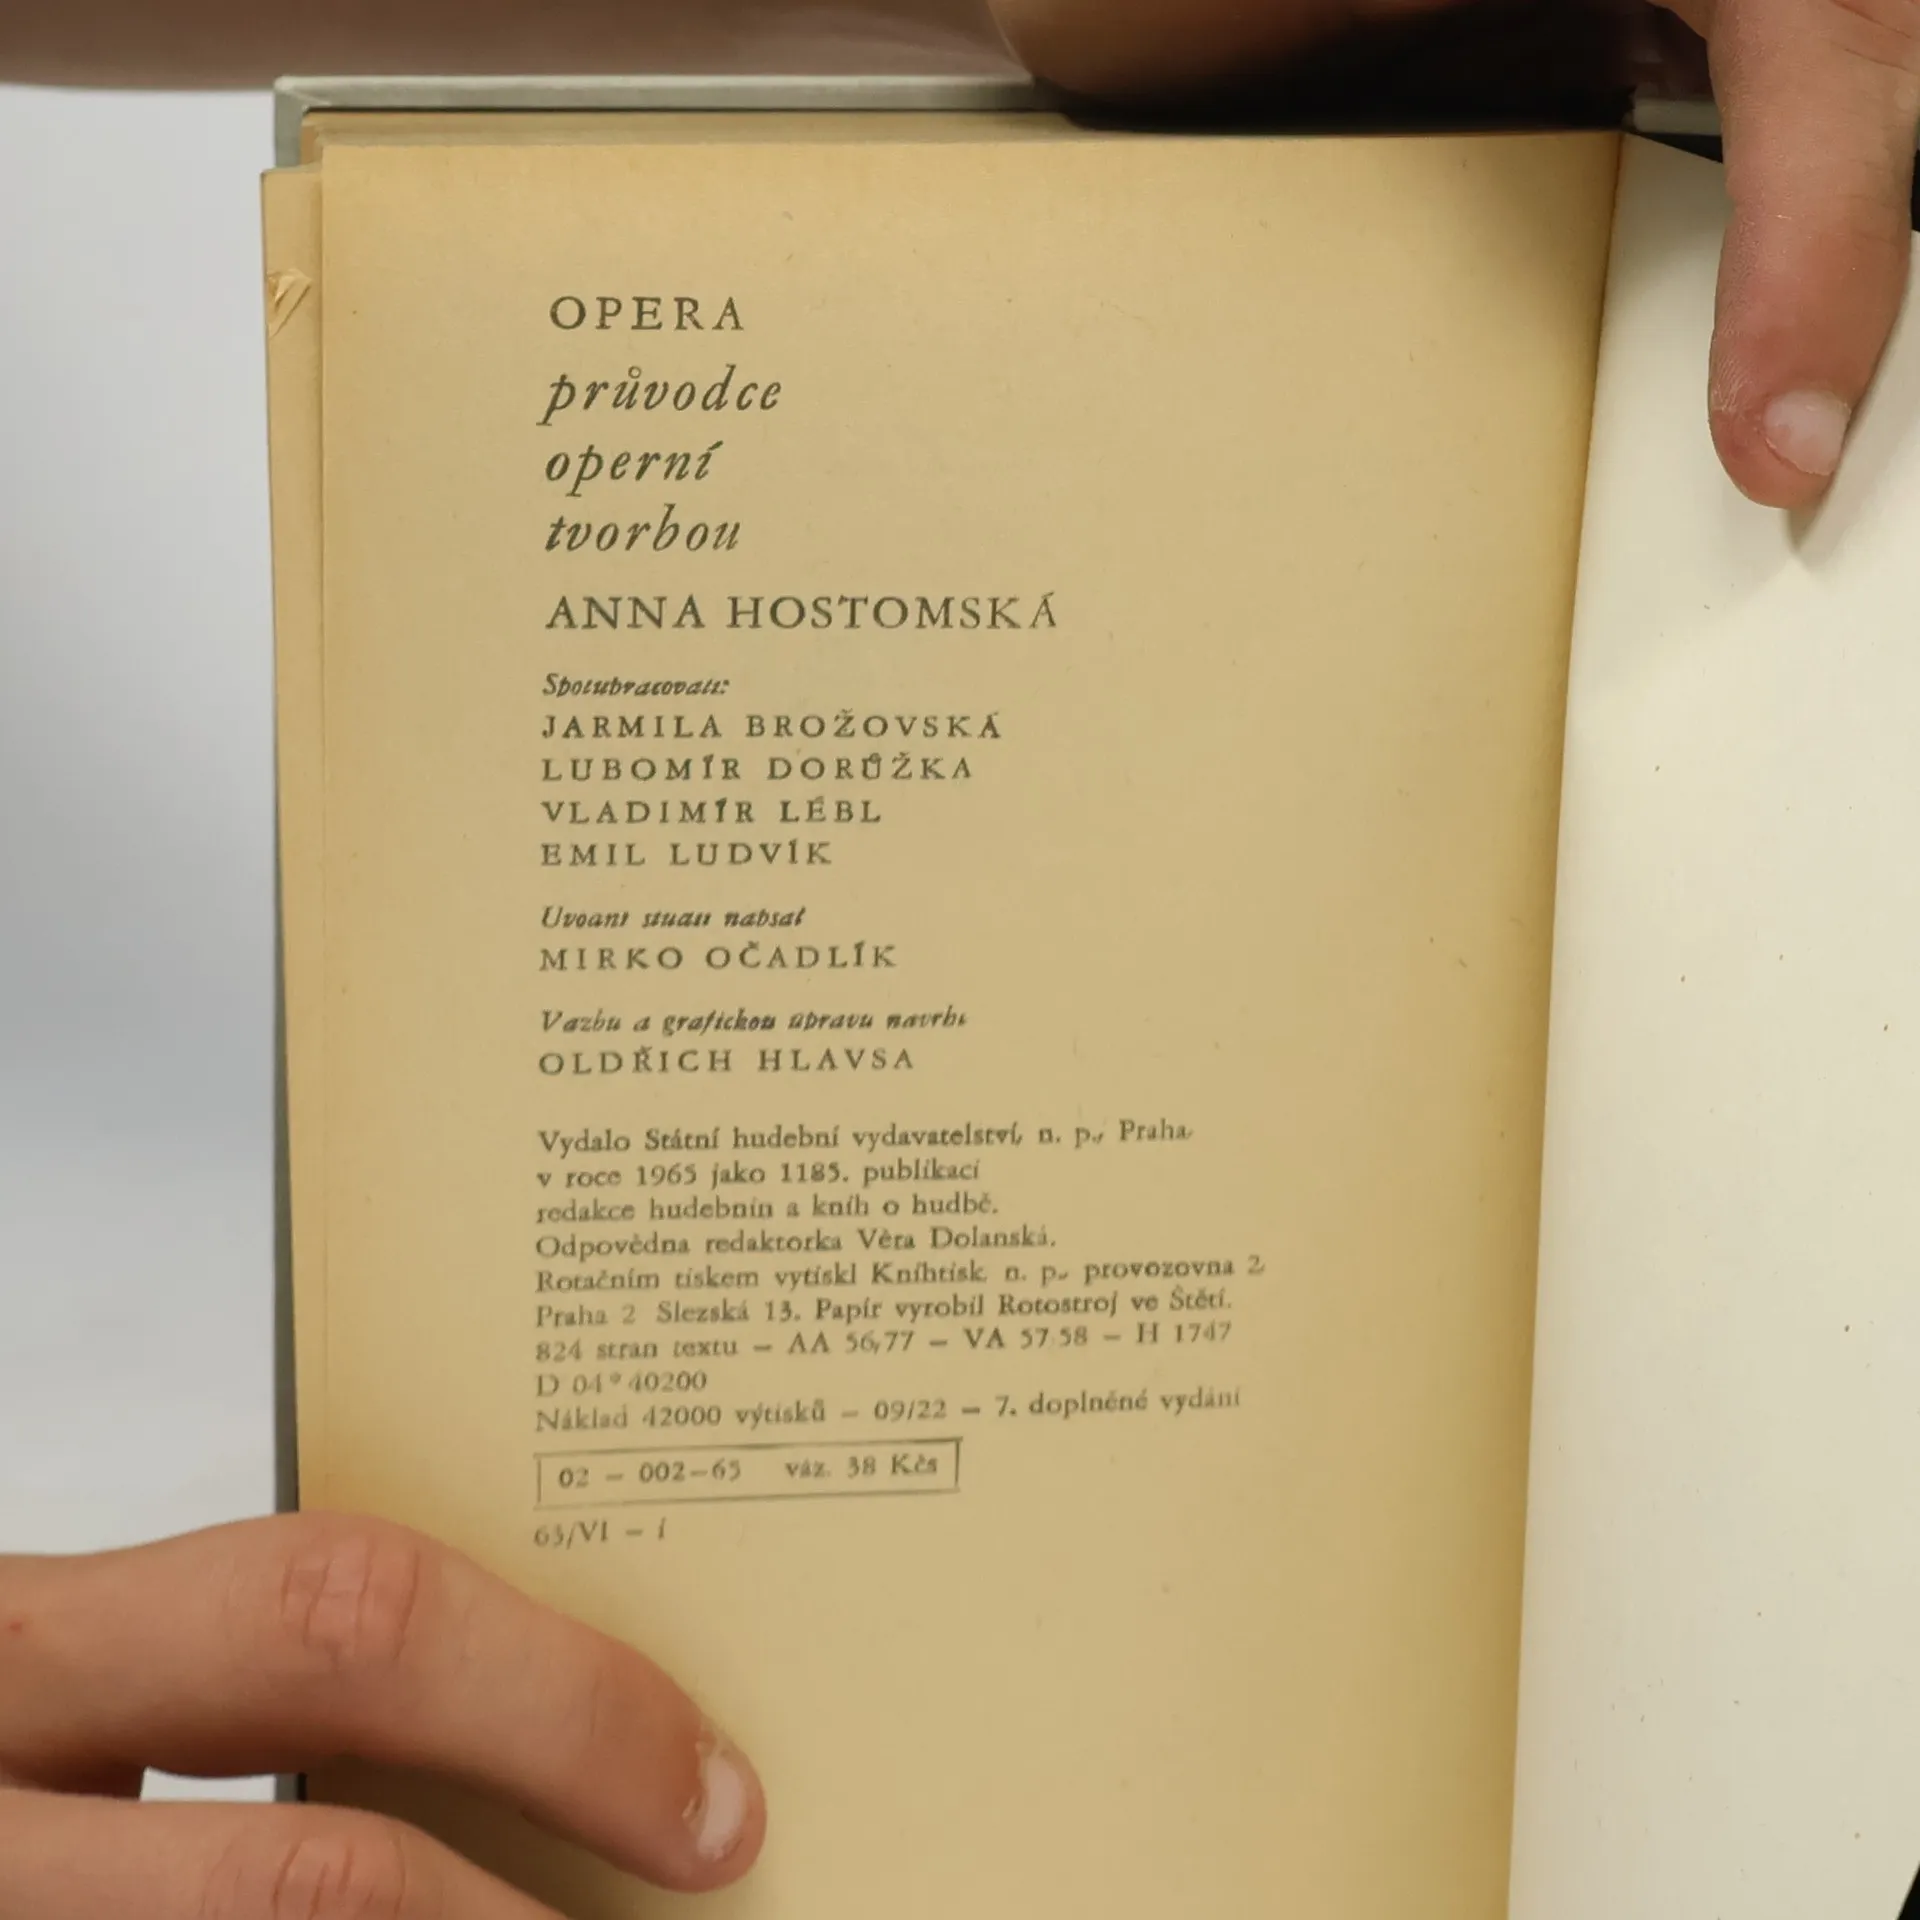 OPERA
průvodce
operní
tvorbou
ANNA HOSTOMSKÁ
Spolupracovali:
JARMILA BROŽOVSKÁ
LUBOMÍR DORŮŽKA
VLADIMÍR LÉBL
EMIL LUDVÍK
Úvodní studii napsal
MIRKO OČADLÍK
Vazbu a grafickou úpravu navrhl
OLDŘICH HLAVSA
Vydalo Státní hudební vydavatelství, n. p., Praha,
v roce 1965 jako 1185. publikaci
redakce hudebnin a knih o hudbě.
Odpovědná redaktorka Věra Dolanská.
Rotačním tiskem vytiskl Knihtisk, n. p., provozovna 2,
Praha 2 Slezská 13. Papír vyrobil Rotostroj ve Štětí.
824 stran textu – AA 56,77 – VA 57,58 – H 1747
D 04*40200
Náklad 42000 výtisků – 09/22 – 7. doplněné vydání
02 – 002–65 váz. 38 Kčs
63/VI – 1